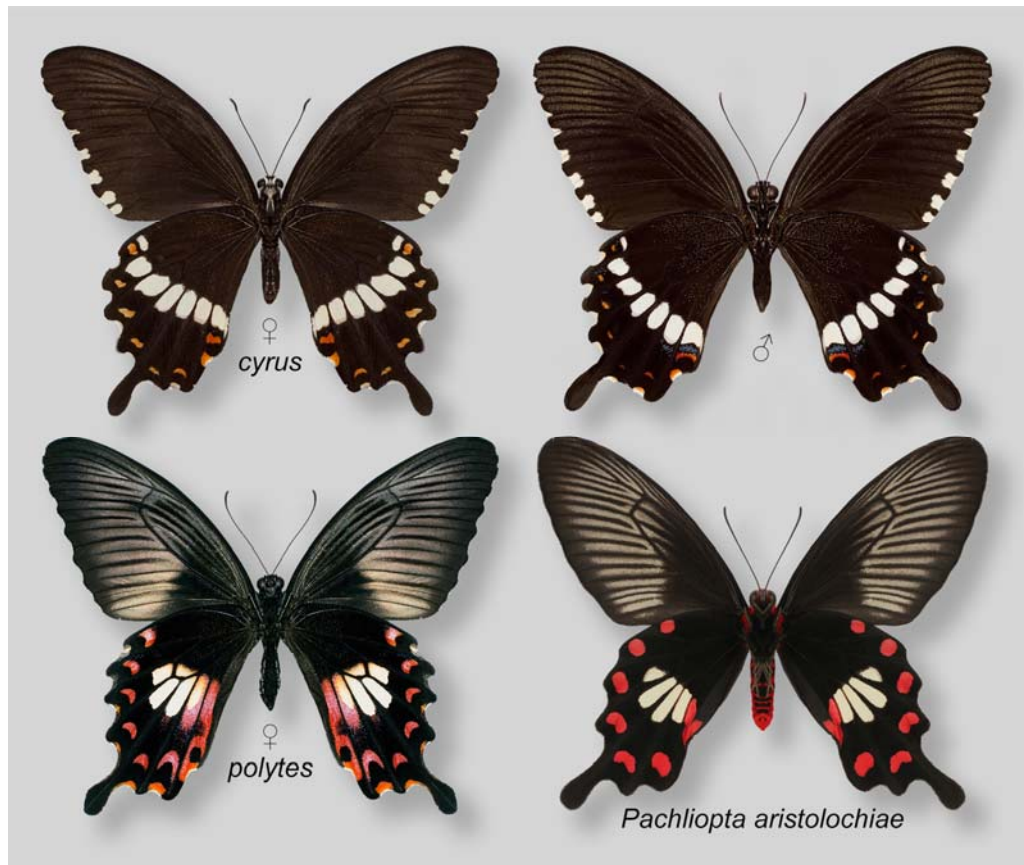 ♀
cyrus
♂
♀
polytes
Pachliopta aristolochiae